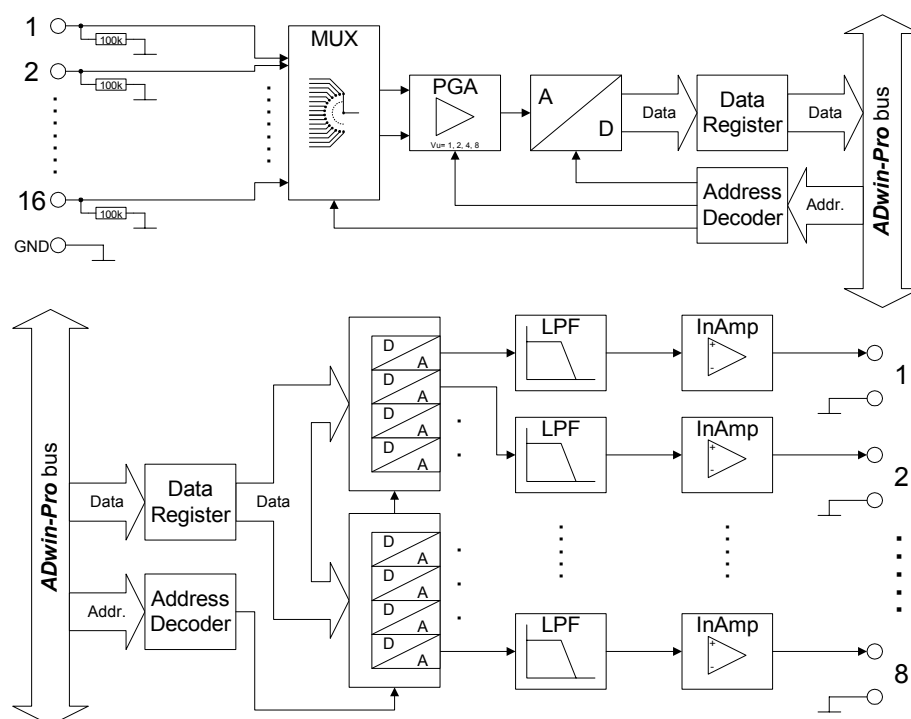 1
100k
MUX
2
100k
PGA
Vu= 1, 2, 4, 8
A
D
Data
Data
Register
Data
ADwin-Pro bus
16
100k
Address
Decoder
Addr.
GND
ADwin-Pro bus
Data
Data
Register
Data
Addr.
Address
Decoder
D
A
D
A
D
A
D
A
D
A
D
A
D
A
D
A
LPF
InAmp
+
-
1
LPF
InAmp
+
-
2
LPF
InAmp
+
-
8